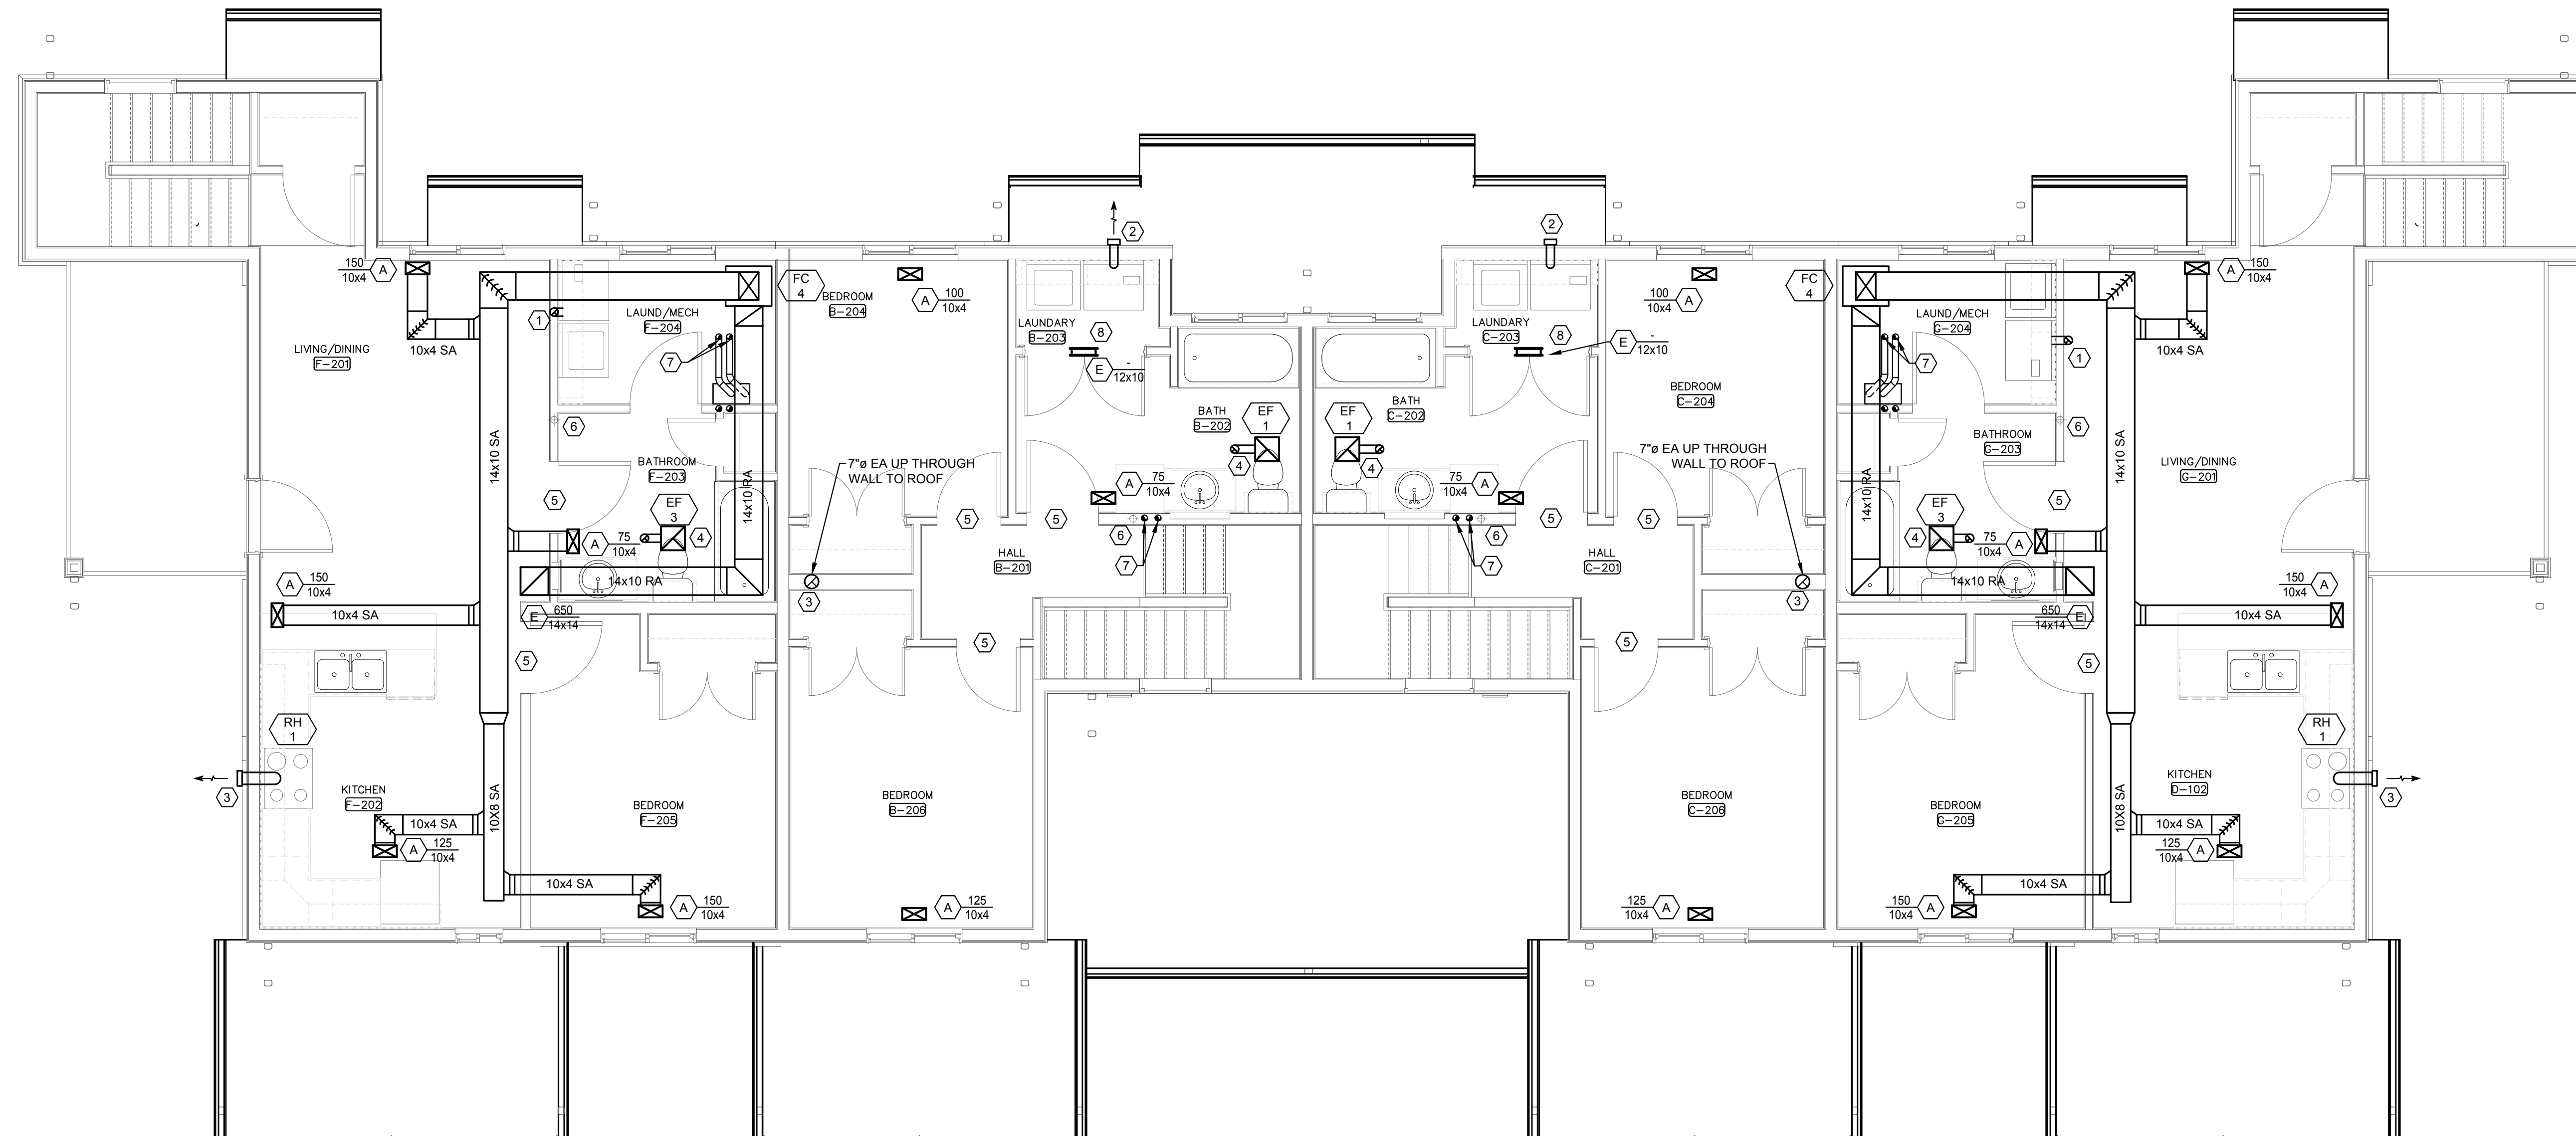 2
2
150
A
10x4
10x4 SA
LIVING/DINING
F-201
14x10 SA
1
LAUND/MECH
F-204
7
6
BATHROOM
F-203
5
EF
3
4
A
75
10x4
14x10 RA
14x10 RA
E
650
14x14
A
150
10x4
10x4 SA
5
RH
1
3
KITCHEN
F-202
10X8 SA
10x4 SA
A
125
10x4
10x4 SA
BEDROOM
F-205
A
150
10x4
FC
4
BEDROOM
B-204
A
100
10x4
LAUNDARY
B-203
8
E
-
12x10
BATH
B-202
EF
1
4
A
75
10x4
7"ø EA UP THROUGH
WALL TO ROOF
3
5
5
HALL
B-201
6
7
5
BEDROOM
B-206
A
125
10x4
LAUNDARY
C-203
8
E
-
12x10
100
10x4
A
FC
4
BEDROOM
C-204
EF
1
BATH
C-202
4
75
10x4
A
7"ø EA UP THROUGH
WALL TO ROOF
5
5
6
7
HALL
C-201
3
5
BEDROOM
C-206
125
10x4
A
LAUND/MECH
G-204
7
1
A
150
10x4
10x4 SA
BATHROOM
G-203
6
14x10 SA
LIVING/DINING
G-201
14x10 RA
EF
3
4
5
75
10x4
A
14x10 RA
650
14x14
E
150
10x4
A
10x4 SA
5
RH
1
KITCHEN
D-102
3
10X8 SA
10x4 SA
125
10x4
A
BEDROOM
G-205
10x4 SA
150
10x4
A